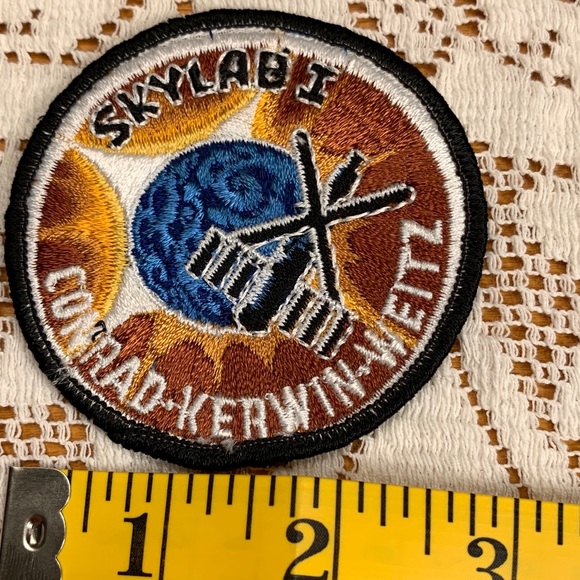 SKYLAB I
CONRAD-KERWIN-WEITZ
1 2 3